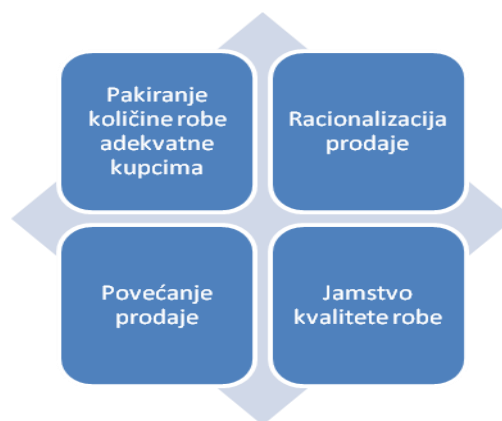 Pakiranje
količine robe
adekvatne
kupcima
Racionalizacija
prodaje
Povećanje
prodaje
Jamstvo
kvalitete robe